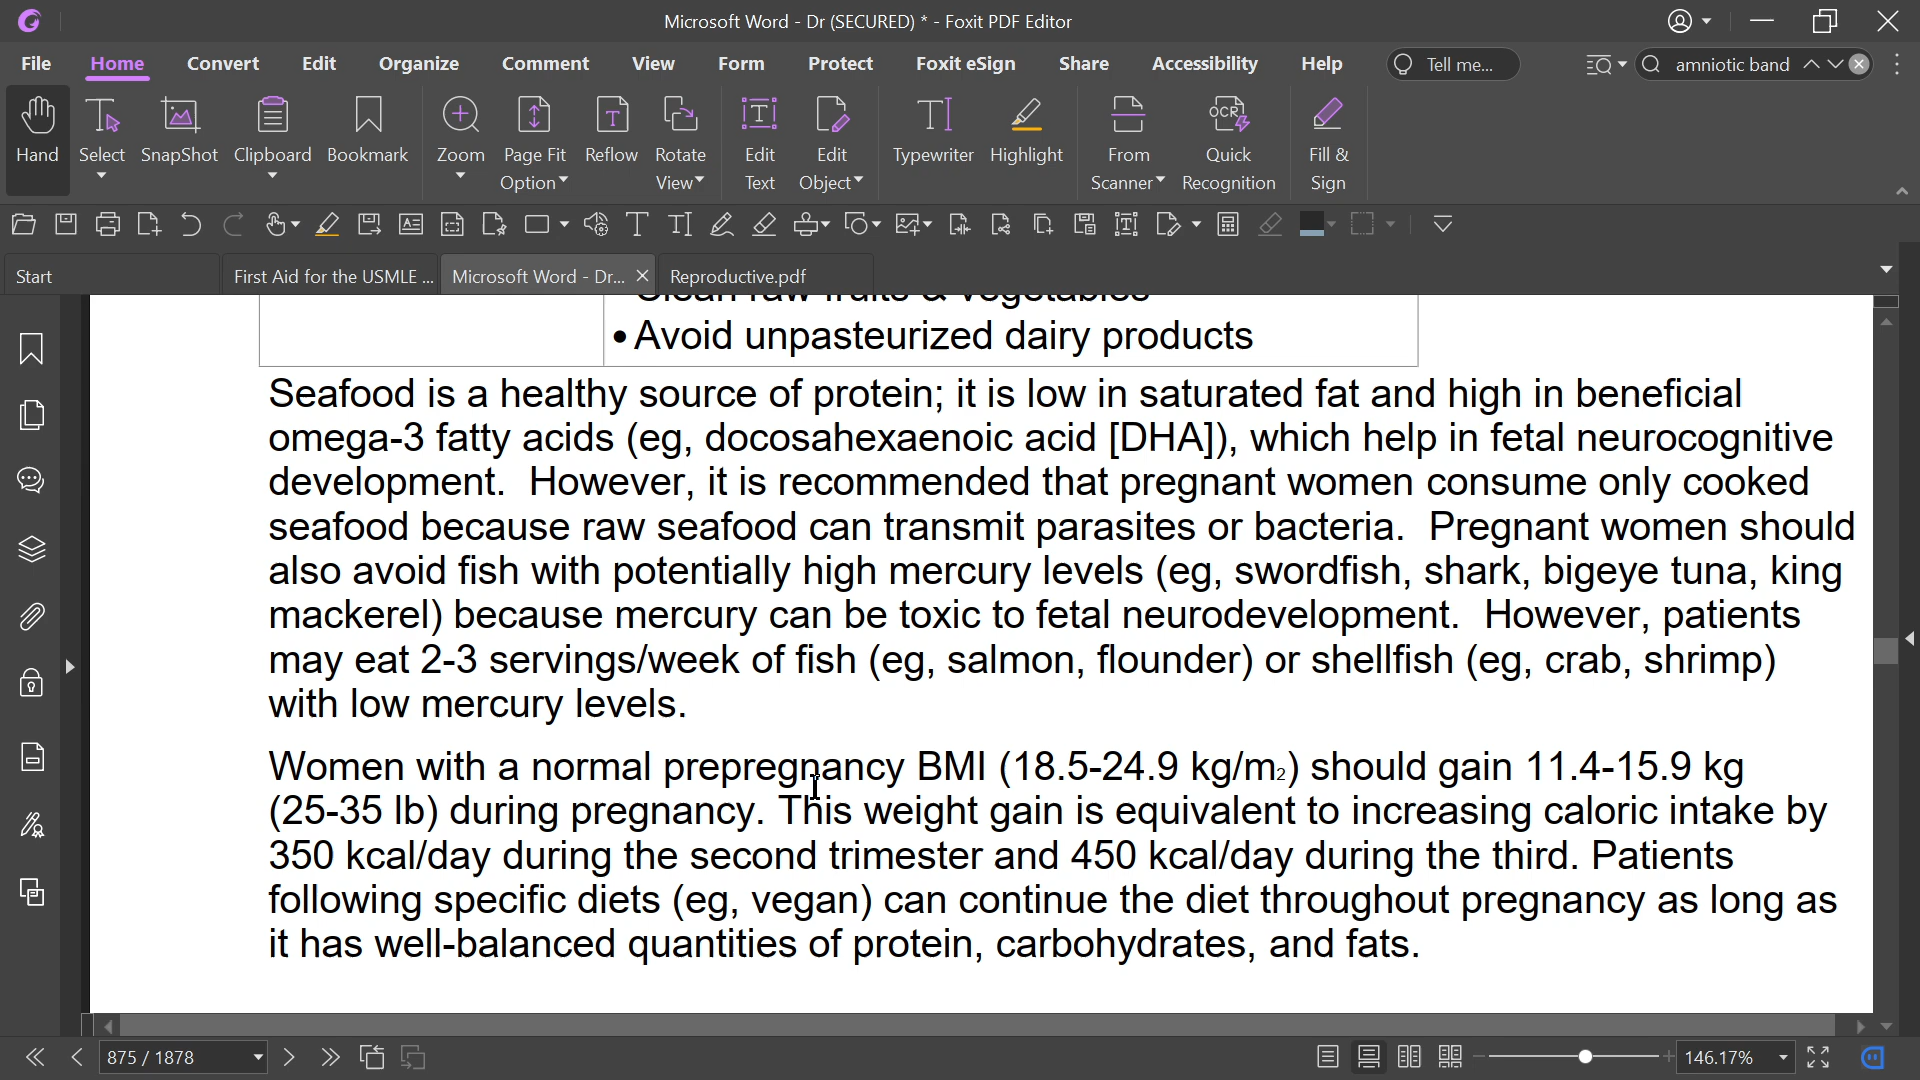 Microsoft Word - Dr (SECURED) * - Foxit PDF Editor
File Home Convert Edit Organize Comment View Form Protect Foxit eSign Share Accessibility Help Tell me... amniotic band
Hand Select SnapShot Clipboard Bookmark Zoom Page Fit Option Reflow Rotate View Edit Text Edit Object Typewriter Highlight From Scanner Quick Recognition Fill & Sign
Start First Aid for the USMLE ... Microsoft Word - Dr... Reproductive.pdf
Clean raw fruits & vegetables
• Avoid unpasteurized dairy products
Seafood is a healthy source of protein; it is low in saturated fat and high in beneficial
omega-3 fatty acids (eg, docosahexaenoic acid [DHA]), which help in fetal neurocognitive
development. However, it is recommended that pregnant women consume only cooked
seafood because raw seafood can transmit parasites or bacteria. Pregnant women should
also avoid fish with potentially high mercury levels (eg, swordfish, shark, bigeye tuna, king
mackerel) because mercury can be toxic to fetal neurodevelopment. However, patients
may eat 2-3 servings/week of fish (eg, salmon, flounder) or shellfish (eg, crab, shrimp)
with low mercury levels.
Women with a normal prepregnancy BMI (18.5-24.9 kg/m2) should gain 11.4-15.9 kg
(25-35 lb) during pregnancy. This weight gain is equivalent to increasing caloric intake by
350 kcal/day during the second trimester and 450 kcal/day during the third. Patients
following specific diets (eg, vegan) can continue the diet throughout pregnancy as long as
it has well-balanced quantities of protein, carbohydrates, and fats.
875 / 1878 146.17%